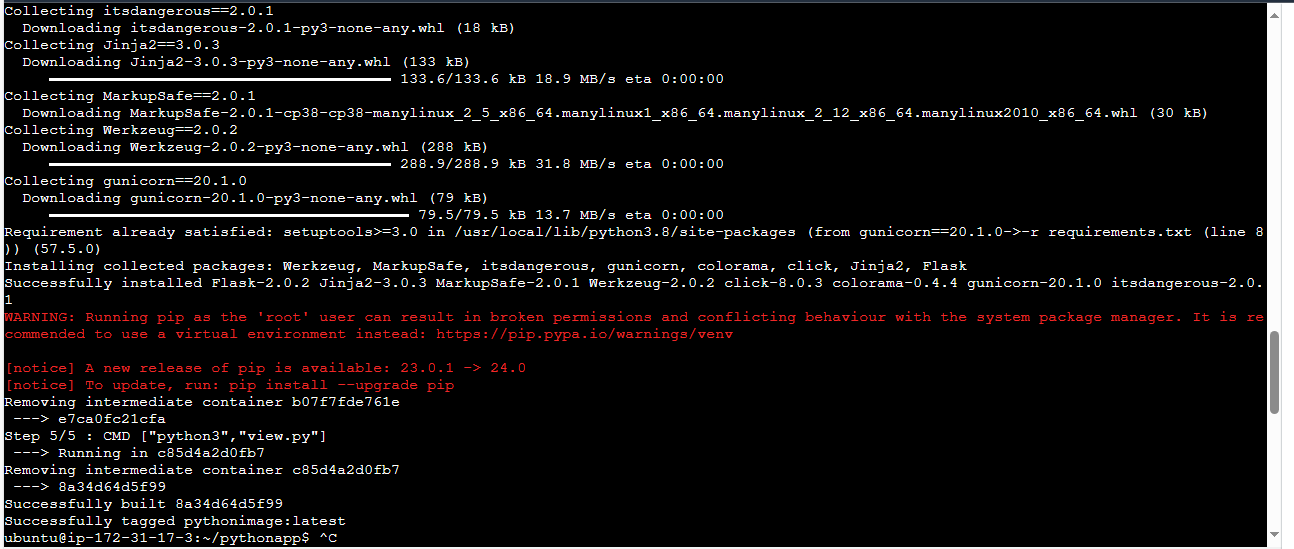 Collecting itsdangerous==2.0.1
  Downloading itsdangerous-2.0.1-py3-none-any.whl (18 kB)
Collecting Jinja2==3.0.3
  Downloading Jinja2-3.0.3-py3-none-any.whl (133 kB)
133.6/133.6 kB 18.9 MB/s eta 0:00:00
Collecting MarkupSafe==2.0.1
  Downloading MarkupSafe-2.0.1-cp38-cp38-manylinux_2_5_x86_64.manylinux1_x86_64.manylinux_2_12_x86_64.manylinux2010_x86_64.whl (30 kB)
Collecting Werkzeug==2.0.2
  Downloading Werkzeug-2.0.2-py3-none-any.whl (288 kB)
288.9/288.9 kB 31.8 MB/s eta 0:00:00
Collecting gunicorn==20.1.0
  Downloading gunicorn-20.1.0-py3-none-any.whl (79 kB)
79.5/79.5 kB 13.7 MB/s eta 0:00:00
Requirement already satisfied: setuptools>=3.0 in /usr/local/lib/python3.8/site-packages (from gunicorn==20.1.0->-r requirements.txt (line 8
)) (57.5.0)
Installing collected packages: Werkzeug, MarkupSafe, itsdangerous, gunicorn, colorama, click, Jinja2, Flask
Successfully installed Flask-2.0.2 Jinja2-3.0.3 MarkupSafe-2.0.1 Werkzeug-2.0.2 click-8.0.3 colorama-0.4.4 gunicorn-20.1.0 itsdangerous-2.0.
1
WARNING: Running pip as the 'root' user can result in broken permissions and conflicting behaviour with the system package manager. It is re
commended to use a virtual environment instead: https://pip.pypa.io/warnings/venv
[notice] A new release of pip is available: 23.0.1 -> 24.0
[notice] To update, run: pip install --upgrade pip
Removing intermediate container b07f7fde761e
 ---> e7ca0fc21cfa
Step 5/5 : CMD ["python3","view.py"]
 ---> Running in c85d4a2d0fb7
Removing intermediate container c85d4a2d0fb7
 ---> 8a34d64d5f99
Successfully built 8a34d64d5f99
Successfully tagged pythonimage:latest
ubuntu@ip-172-31-17-3:~/pythonapp$ ^C